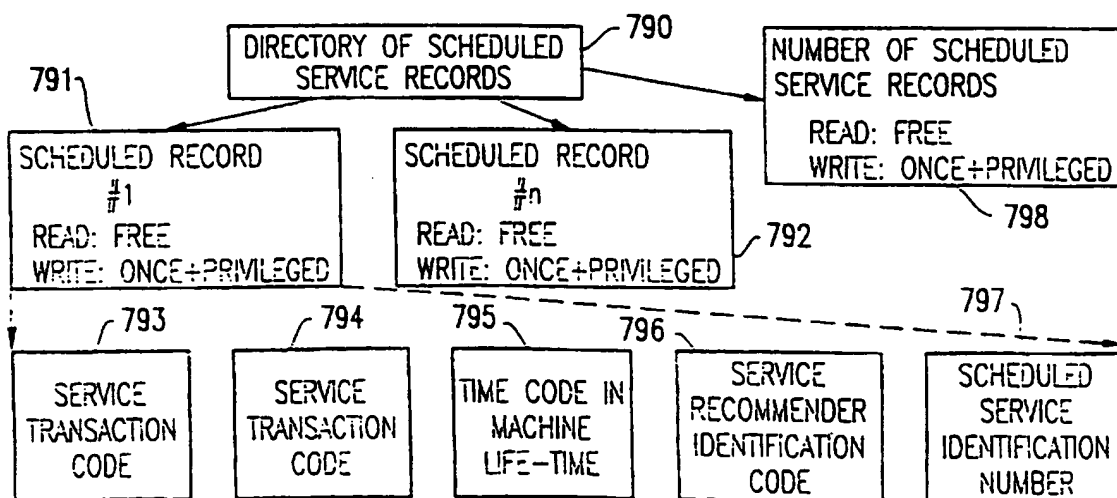 790
DIRECTORY OF SCHEDULED
SERVICE RECORDS
NUMBER OF SCHEDULED
SERVICE RECORDS
READ: FREE
WRITE: ONCE+PRIVILEGED
798
791
SCHEDULED RECORD
#1
READ: FREE
WRITE: ONCE+PRIVILEGED
SCHEDULED RECORD
#n
READ: FREE
WRITE: ONCE+PRIVILEGED
792
793
SERVICE
TRANSACTION
CODE
794
SERVICE
TRANSACTION
CODE
795
TIME CODE IN
MACHINE
LIFE-TIME
796
SERVICE
RECOMMENDER
IDENTIFICATION
CODE
797
SCHEDULED
SERVICE
IDENTIFICATION
NUMBER